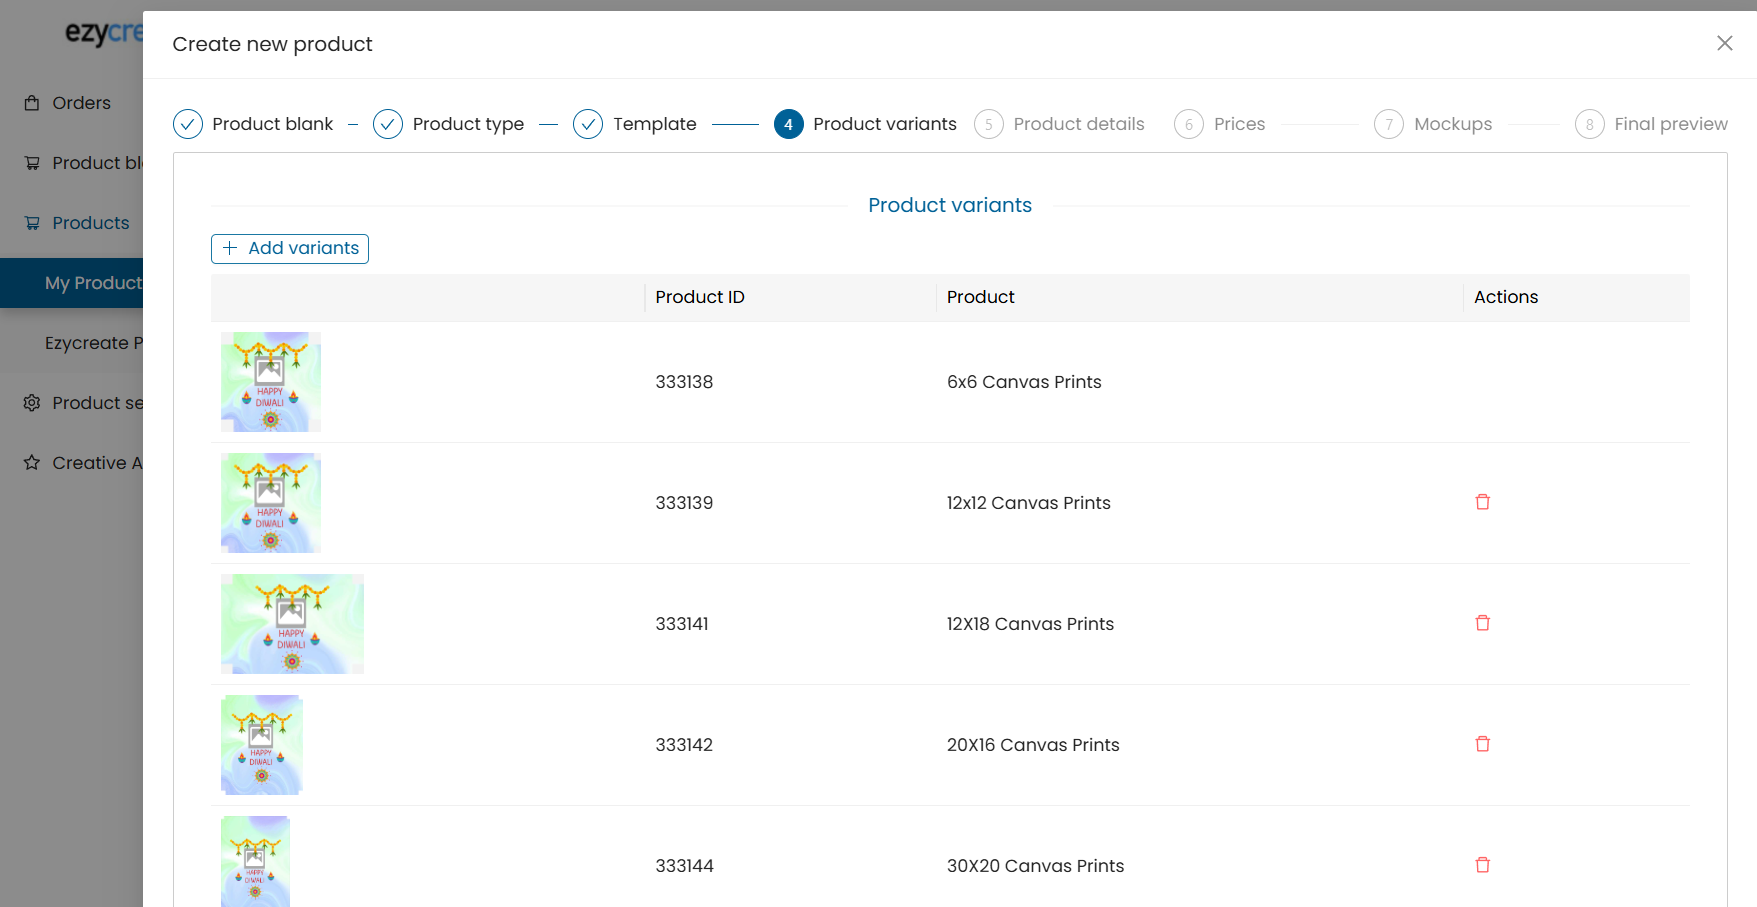 ezycre
Create new product
Orders
Product blank
Product type
Template
4 Product variants
5 Product details
6 Prices
7 Mockups
8 Final preview
Product bl
Products
My Product
Ezycreate P
Product se
Creative A
Product variants
+ Add variants
Product ID
Product
Actions
HAPPY
DIWALI
333138
6x6 Canvas Prints
HAPPY
DIWALI
333139
12x12 Canvas Prints
HAPPY
DIWALI
333141
12X18 Canvas Prints
HAPPY
DIWALI
333142
20X16 Canvas Prints
HAPPY
DIWALI
333144
30X20 Canvas Prints